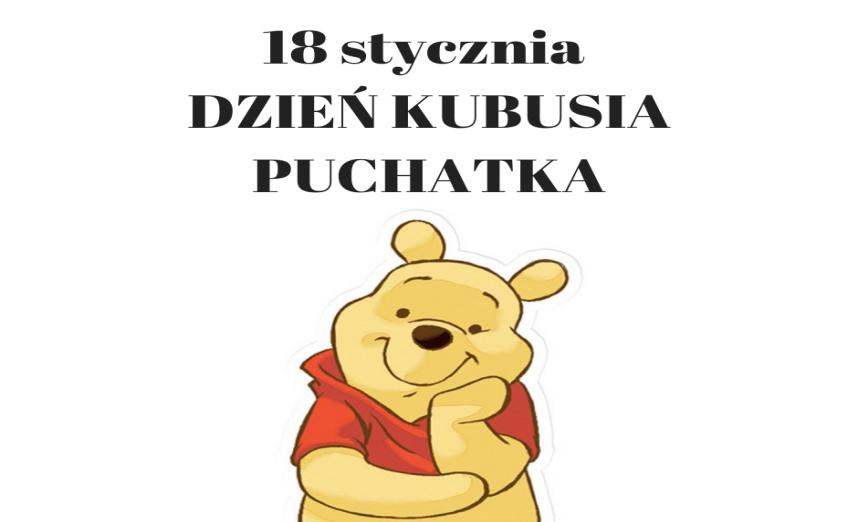 18 stycznia
DZIEŃ KUBUSIA
PUCHATKA